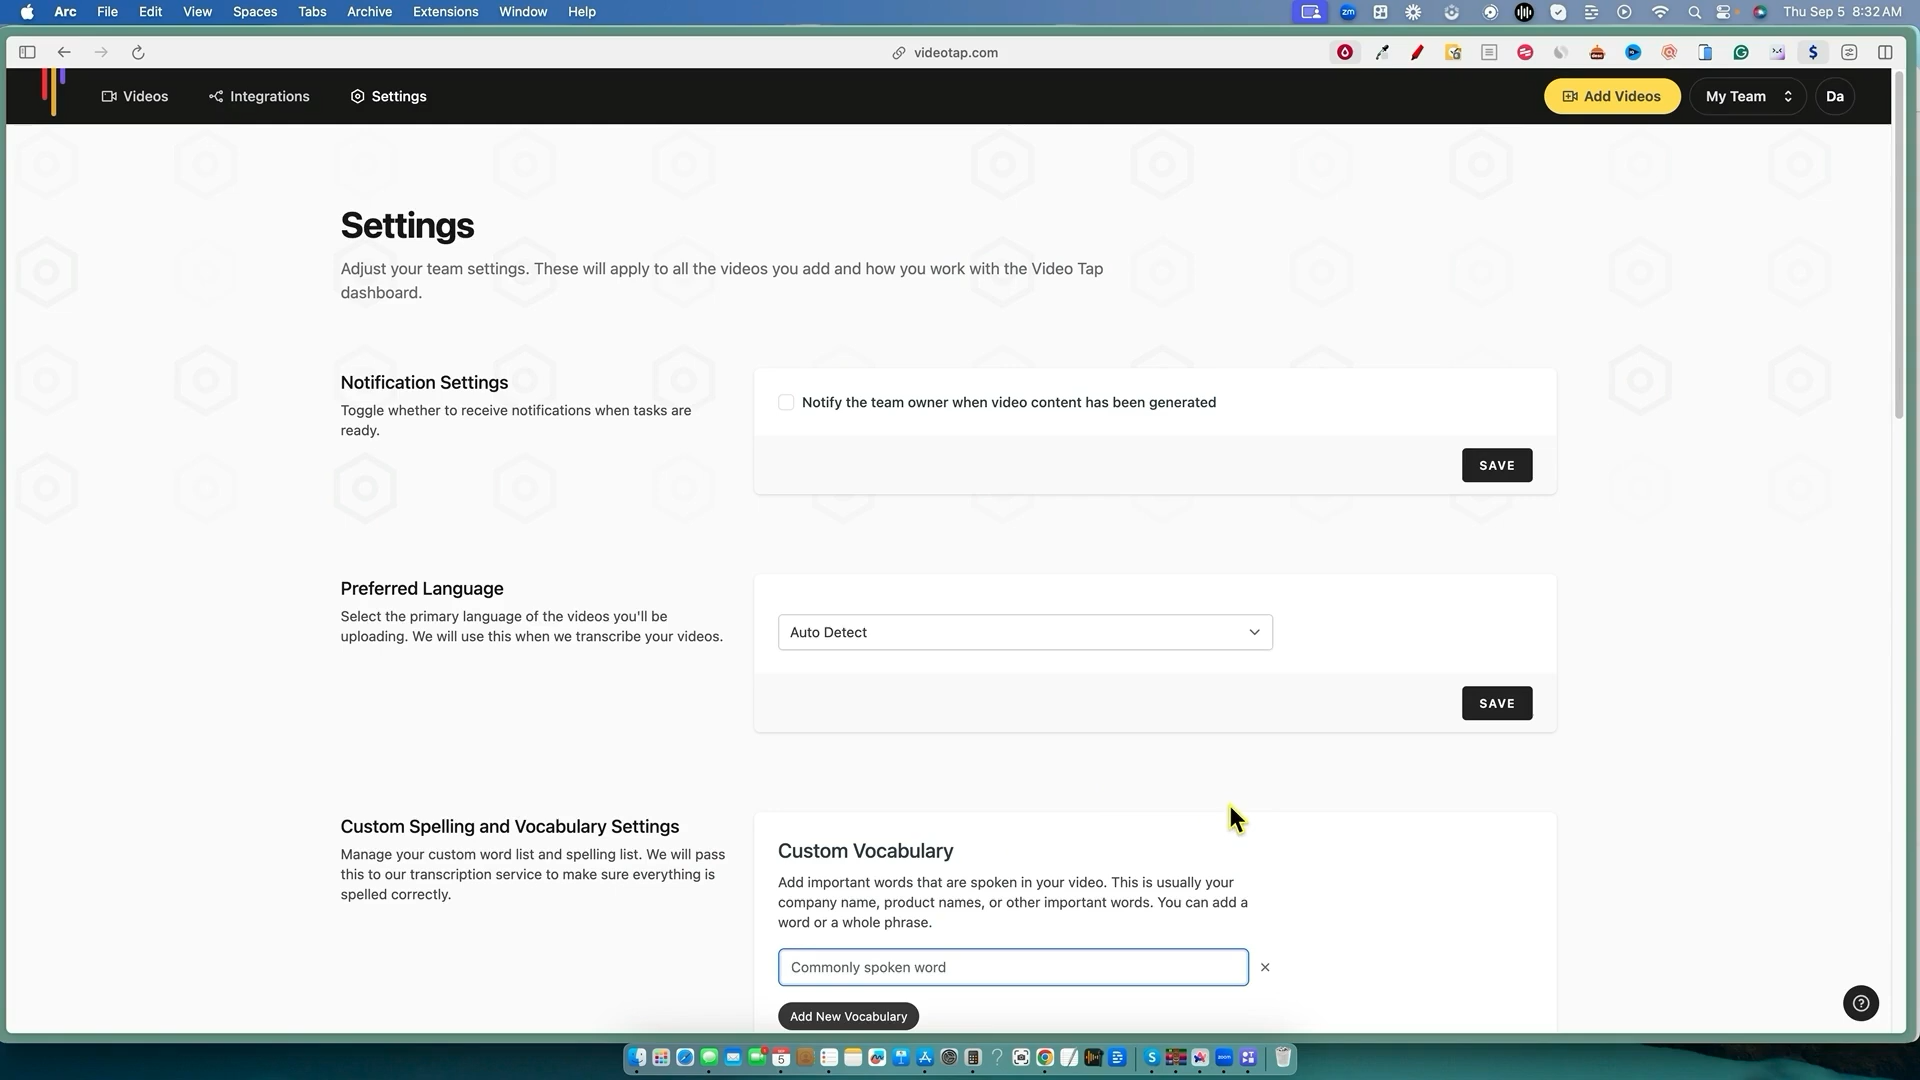 Arc File Edit View Spaces Tabs Archive Extensions Window Help zm Thu Sep 5 8:32 AM
videotap.com
Videos Integrations Settings Add Videos My Team Da
Settings
Adjust your team settings. These will apply to all the videos you add and how you work with the Video Tap
dashboard.
Notification Settings
Toggle whether to receive notifications when tasks are
ready.
Notify the team owner when video content has been generated
SAVE
Preferred Language
Select the primary language of the videos you'll be
uploading. We will use this when we transcribe your videos.
Auto Detect
SAVE
Custom Spelling and Vocabulary Settings
Manage your custom word list and spelling list. We will pass
this to our transcription service to make sure everything is
spelled correctly.
Custom Vocabulary
Add important words that are spoken in your video. This is usually your
company name, product names, or other important words. You can add a
word or a whole phrase.
Commonly spoken word
Add New Vocabulary